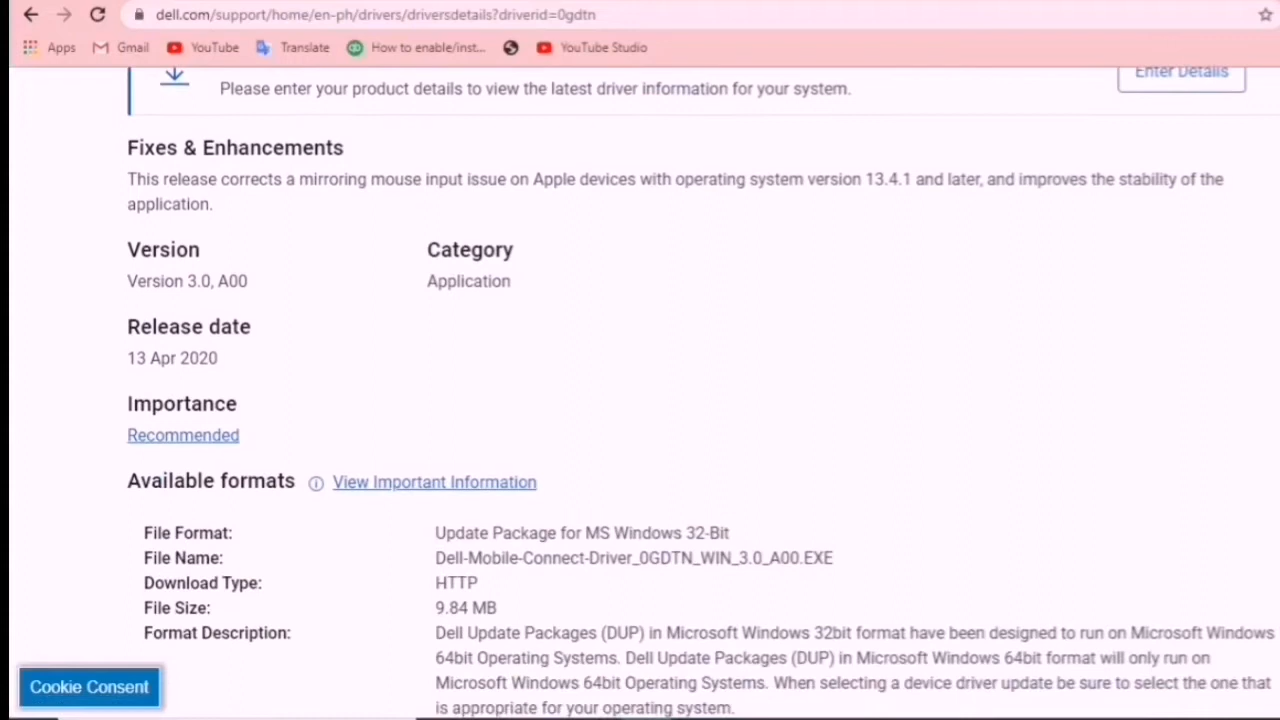 dell.com/support/home/en-ph/drivers/driversdetails?driverid=0gdtn
Apps Gmail YouTube Translate How to enable/inst... YouTube Studio
Enter Details
Please enter your product details to view the latest driver information for your system.
Fixes & Enhancements
This release corrects a mirroring mouse input issue on Apple devices with operating system version 13.4.1 and later, and improves the stability of the
application.
Version Category
Version 3.0, A00 Application
Release date
13 Apr 2020
Importance
Recommended
Available formats View Important Information
File Format: Update Package for MS Windows 32-Bit
File Name: Dell-Mobile-Connect-Driver_0GDTN_WIN_3.0_A00.EXE
Download Type: HTTP
File Size: 9.84 MB
Format Description: Dell Update Packages (DUP) in Microsoft Windows 32bit format have been designed to run on Microsoft Windows
64bit Operating Systems. Dell Update Packages (DUP) in Microsoft Windows 64bit format will only run on
Microsoft Windows 64bit Operating Systems. When selecting a device driver update be sure to select the one that
is appropriate for your operating system.
Cookie Consent